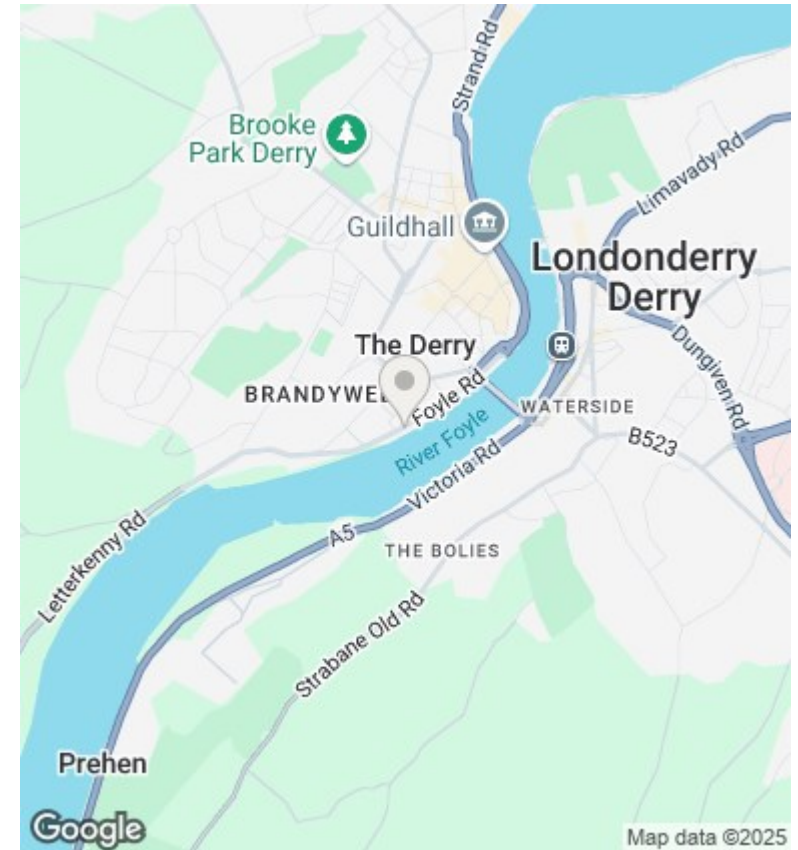 Strand Rd
Brooke
Park Derry
Limavady Rd
Guildhall
Londonderry
Derry
The Derry
Dungiven Rd
BRANDYWE
Foyle Rd
WATERSIDE
River Foyle
B523
Victoria Rd
A5
THE BOLIES
Letterkenny Rd
Strabane Old Rd
Prehen
Google
Map data ©2025